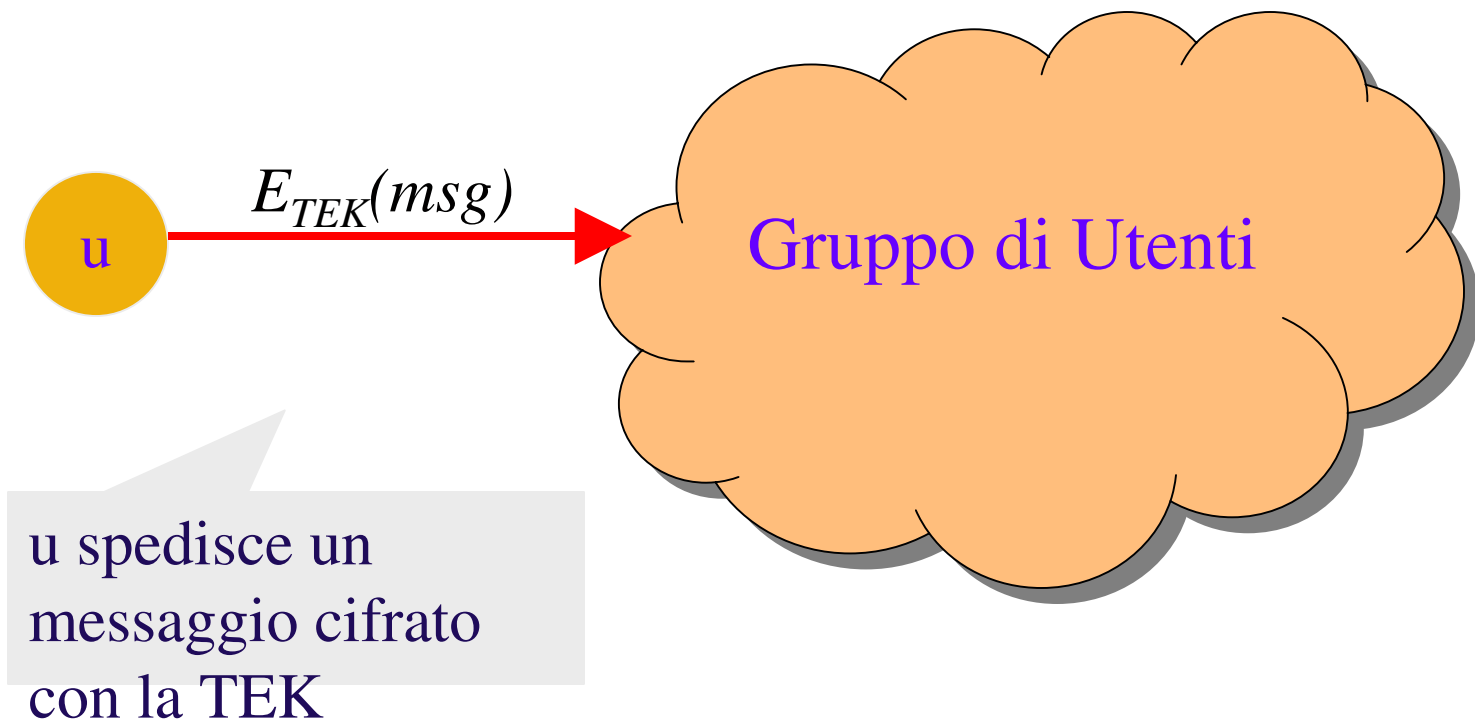 E_TEK(msg)
u
Gruppo di Utenti
u spedisce un
messaggio cifrato
con la TEK